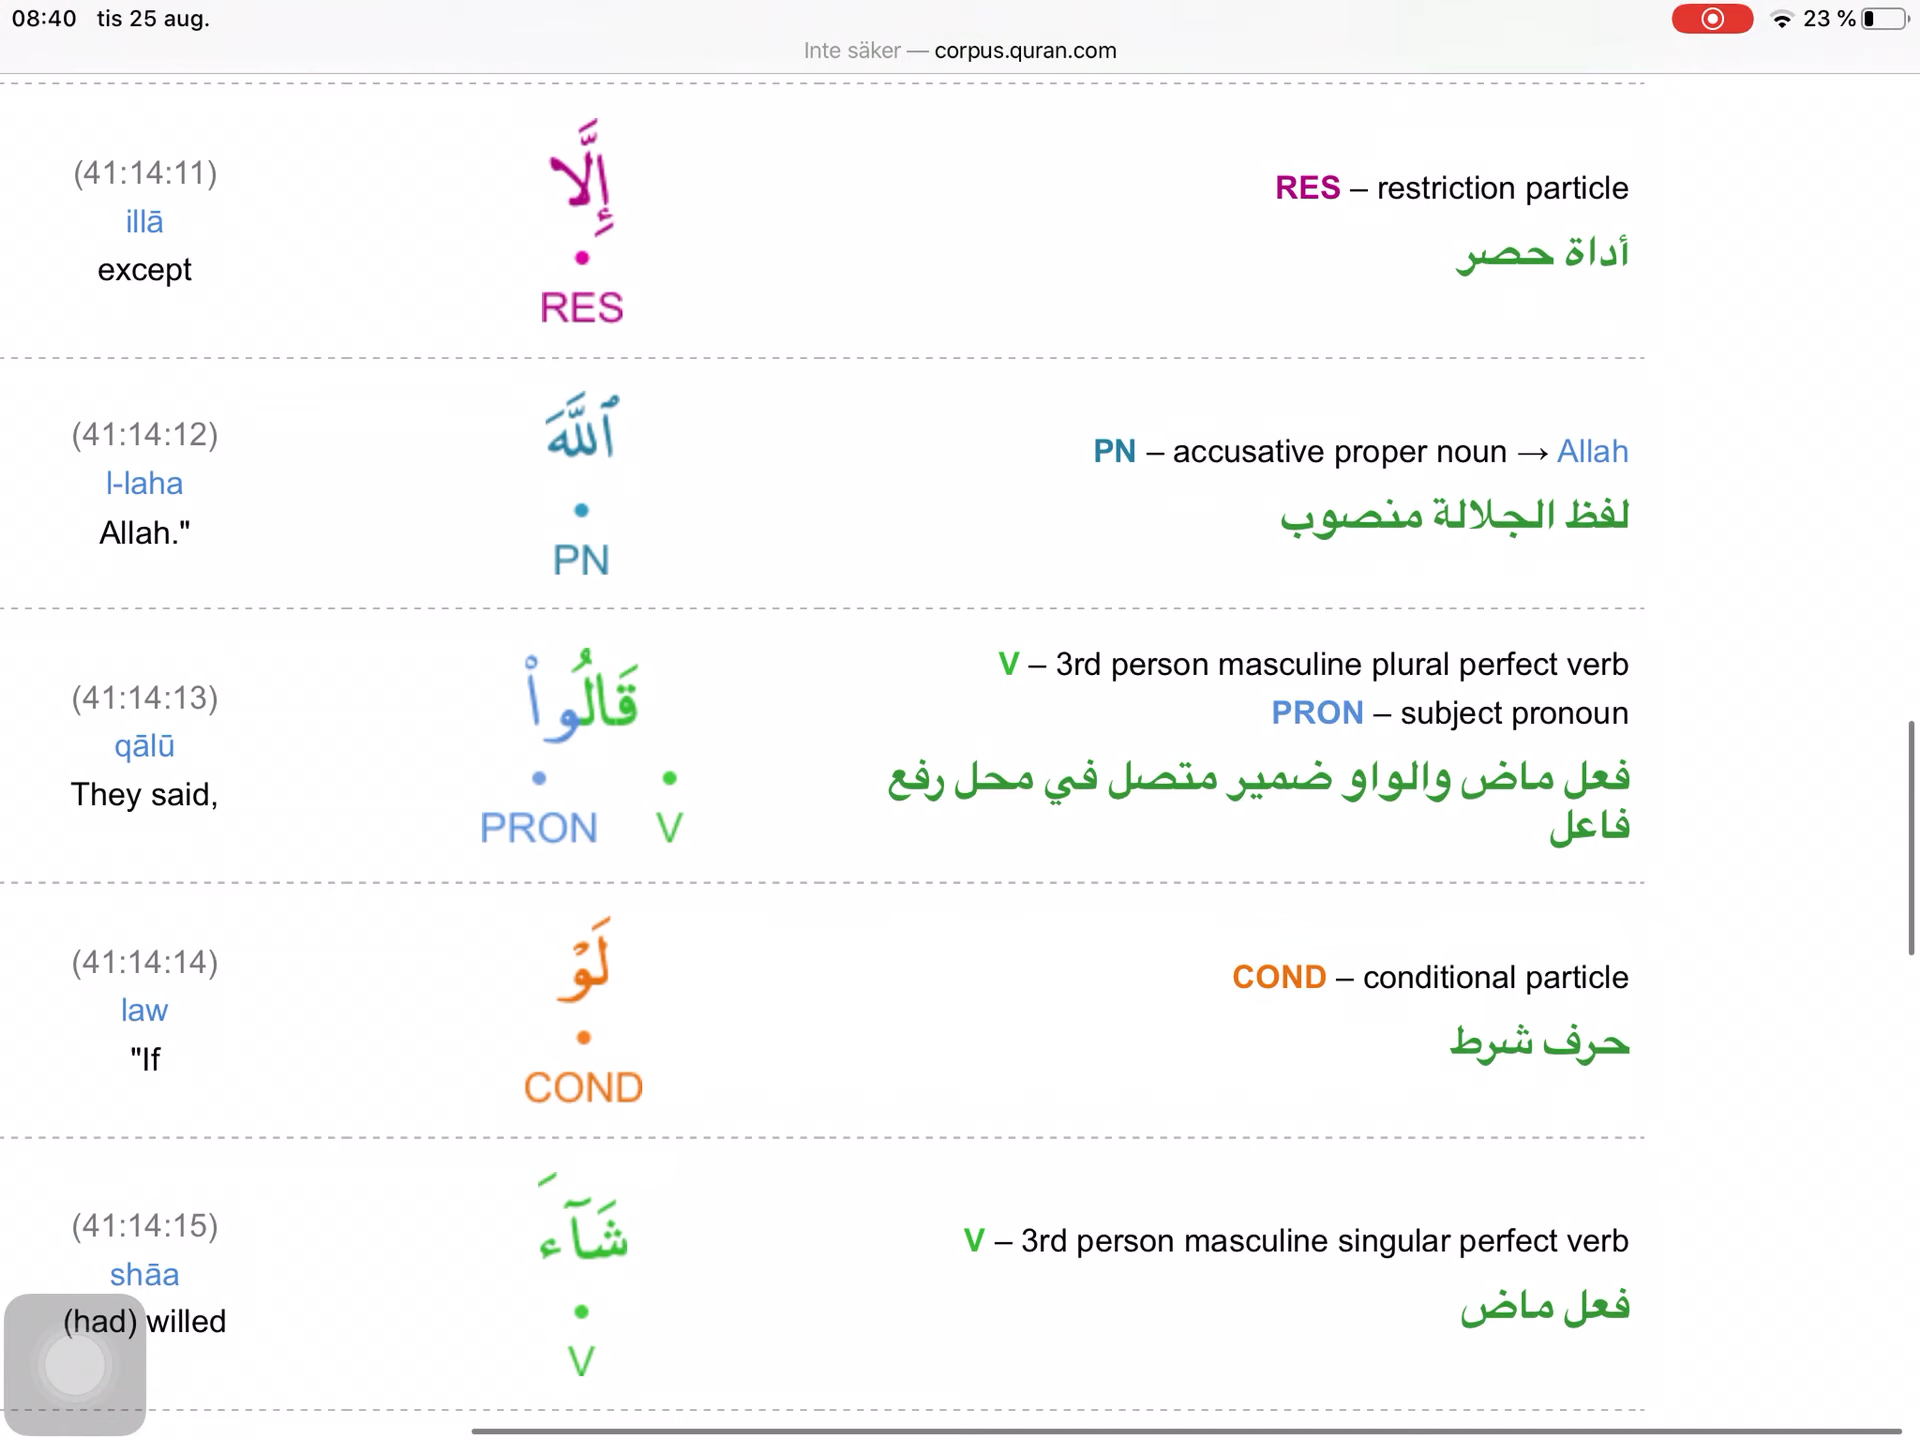 08:40 tis 25 aug.
23 %
Inte säker — corpus.quran.com
(41:14:11)
illā
except
إِلَّا
RES
RES – restriction particle
أداة حصر
(41:14:12)
l-laha
Allah."
ٱللَّهَ
PN
PN – accusative proper noun → Allah
لفظ الجلالة منصوب
(41:14:13)
qālū
They said,
قَالُوا۟
PRON V
V – 3rd person masculine plural perfect verb
PRON – subject pronoun
فعل ماض والواو ضمير متصل في محل رفع
فاعل
(41:14:14)
law
"If
لَوْ
COND
COND – conditional particle
حرف شرط
(41:14:15)
shāa
(had) willed
شَآءَ
V
V – 3rd person masculine singular perfect verb
فعل ماض